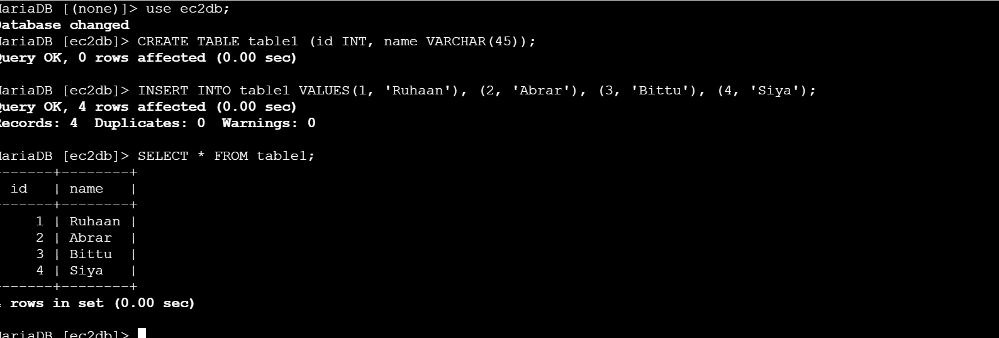 ariaDB [(none)]> use ec2db;
atabase changed
ariaDB [ec2db]> CREATE TABLE table1 (id INT, name VARCHAR(45));
Query OK, 0 rows affected (0.00 sec)
ariaDB [ec2db]> INSERT INTO table1 VALUES(1, 'Ruhaan'), (2, 'Abrar'), (3, 'Bittu'), (4, 'Siya');
Query OK, 4 rows affected (0.00 sec)
ecords: 4  Duplicates: 0  Warnings: 0
ariaDB [ec2db]> SELECT * FROM table1;
------+--------+
id   | name   |
------+--------+
1 | Ruhaan |
2 | Abrar  |
3 | Bittu  |
4 | Siya   |
------+--------+
rows in set (0.00 sec)
ariaDB [ec2db]>